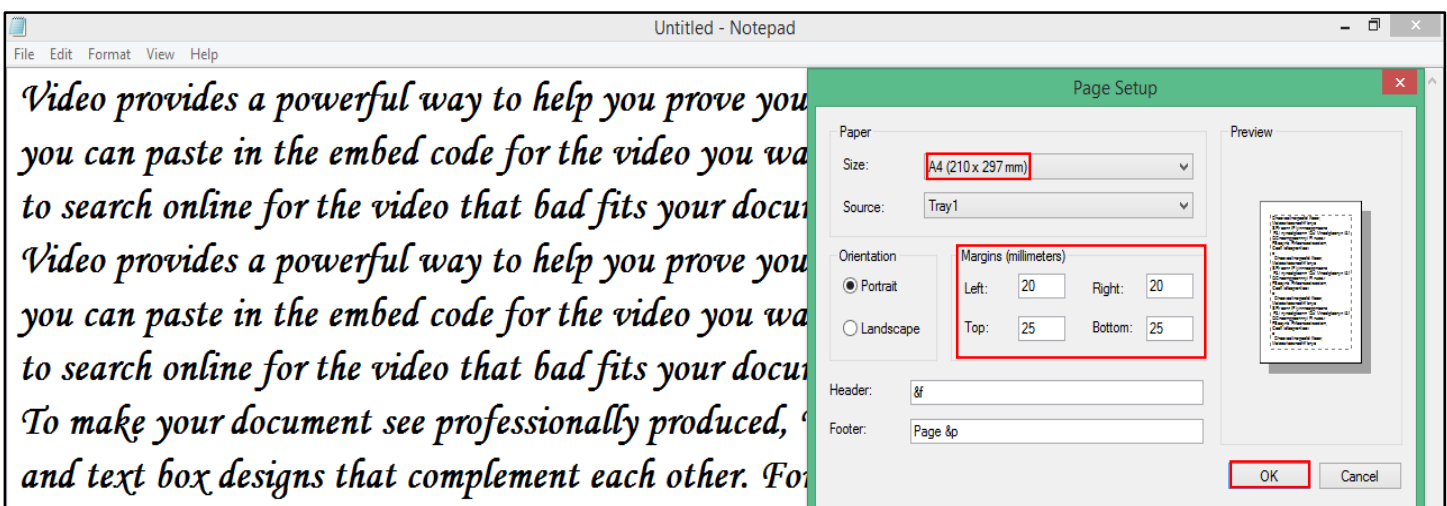 Untitled - Notepad
File Edit Format View Help
Video provides a powerful way to help you prove you
you can paste in the embed code for the video you wa
to search online for the video that bad fits your docu
Video provides a powerful way to help you prove you
you can paste in the embed code for the video you wa
to search online for the video that bad fits your docu
To make your document see professionally produced,
and text box designs that complement each other. For
Page Setup
Paper
Size: A4 (210 x 297 mm)
Source: Tray1
Orientation
Portrait
Landscape
Margins (millimeters)
Left: 20 Right: 20
Top: 25 Bottom: 25
Header: &f
Footer: Page &p
Preview
OK Cancel